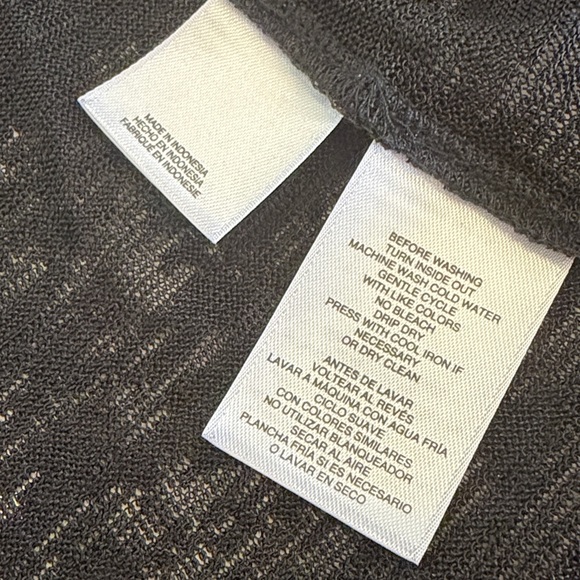 MADE IN INDONESIA
HECHO EN INDONESIA
FABRIQUE EN INDONESIE
BEFORE WASHING
TURN INSIDE OUT
MACHINE WASH COLD WATER
GENTLE CYCLE
WITH LIKE COLORS
NO BLEACH
DRIP DRY
PRESS WITH COOL IRON IF
NECESSARY
OR DRY CLEAN
ANTES DE LAVAR
VOLTEAR AL REVÉS
LAVAR A MÁQUINA CON AGUA FRÍA
CICLO SUAVE
CON COLORES SIMILARES
NO UTILIZAR BLANQUEADOR
SECAR AL AIRE
PLANCHA FRÍA SI ES NECESARIO
O LAVAR EN SECO